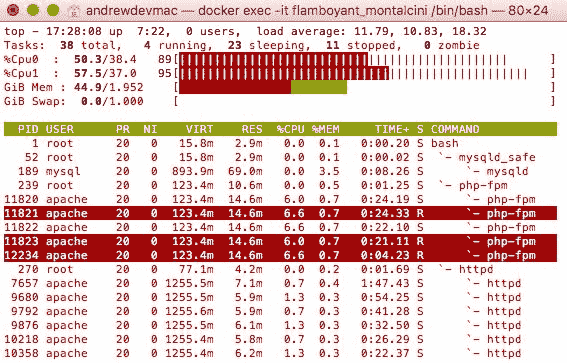 andrewdevmac — docker exec -it flamboyant_montalcini /bin/bash — 80×24
top - 17:28:08 up  7:22,  0 users,  load average: 11.79, 10.83, 18.32
Tasks:  38 total,   4 running,  23 sleeping,  11 stopped,   0 zombie
%Cpu0  :  50.3/38.4    89[||||||||||||||||||||||||||||||||||||||||||||||||     ]
%Cpu1  :  57.5/37.0    95[||||||||||||||||||||||||||||||||||||||||||||||||||||   ]
GiB Mem : 44.9/1.952     [     ]
GiB Swap:  0.0/1.000     [     ]
PID USER      PR  NI    VIRT    RES  %CPU %MEM     TIME+ S COMMAND
1 root      20   0   15.8m   2.9m   0.0  0.1   0:00.20 S bash
52 root      20   0   15.8m   2.9m   0.0  0.1   0:00.02 S  `- mysqld_safe
189 mysql     20   0  893.9m  69.0m   0.0  3.5   0:08.26 S      `- mysqld
239 root      20   0  123.4m  10.6m   0.0  0.5   0:01.25 S  `- php-fpm
11820 apache    20   0  123.4m  14.6m   6.6  0.7   0:24.19 S      `- php-fpm
11821 apache    20   0  123.4m  14.6m   6.6  0.7   0:24.33 R      `- php-fpm
11822 apache    20   0  123.4m  14.6m   6.6  0.7   0:22.10 S      `- php-fpm
11823 apache    20   0  123.4m  14.6m   6.6  0.7   0:21.11 R      `- php-fpm
12234 apache    20   0  123.4m  14.6m   6.6  0.7   0:04.23 R      `- php-fpm
270 root      20   0   77.1m   4.2m   0.0  0.2   0:01.69 S  `- httpd
7657 apache    20   0 1255.5m   7.1m   0.7  0.4   1:47.43 S      `- httpd
9680 apache    20   0 1255.5m   5.9m   1.3  0.3   0:54.25 S      `- httpd
9792 apache    20   0 1255.6m   5.9m   0.7  0.3   0:41.28 S      `- httpd
9876 apache    20   0 1255.5m   6.1m   1.3  0.3   0:32.50 S      `- httpd
10218 apache    20   0 1255.4m   5.8m   0.7  0.3   0:26.29 S      `- httpd
10358 apache    20   0 1255.4m   6.2m   1.3  0.3   0:22.37 S      `- httpd